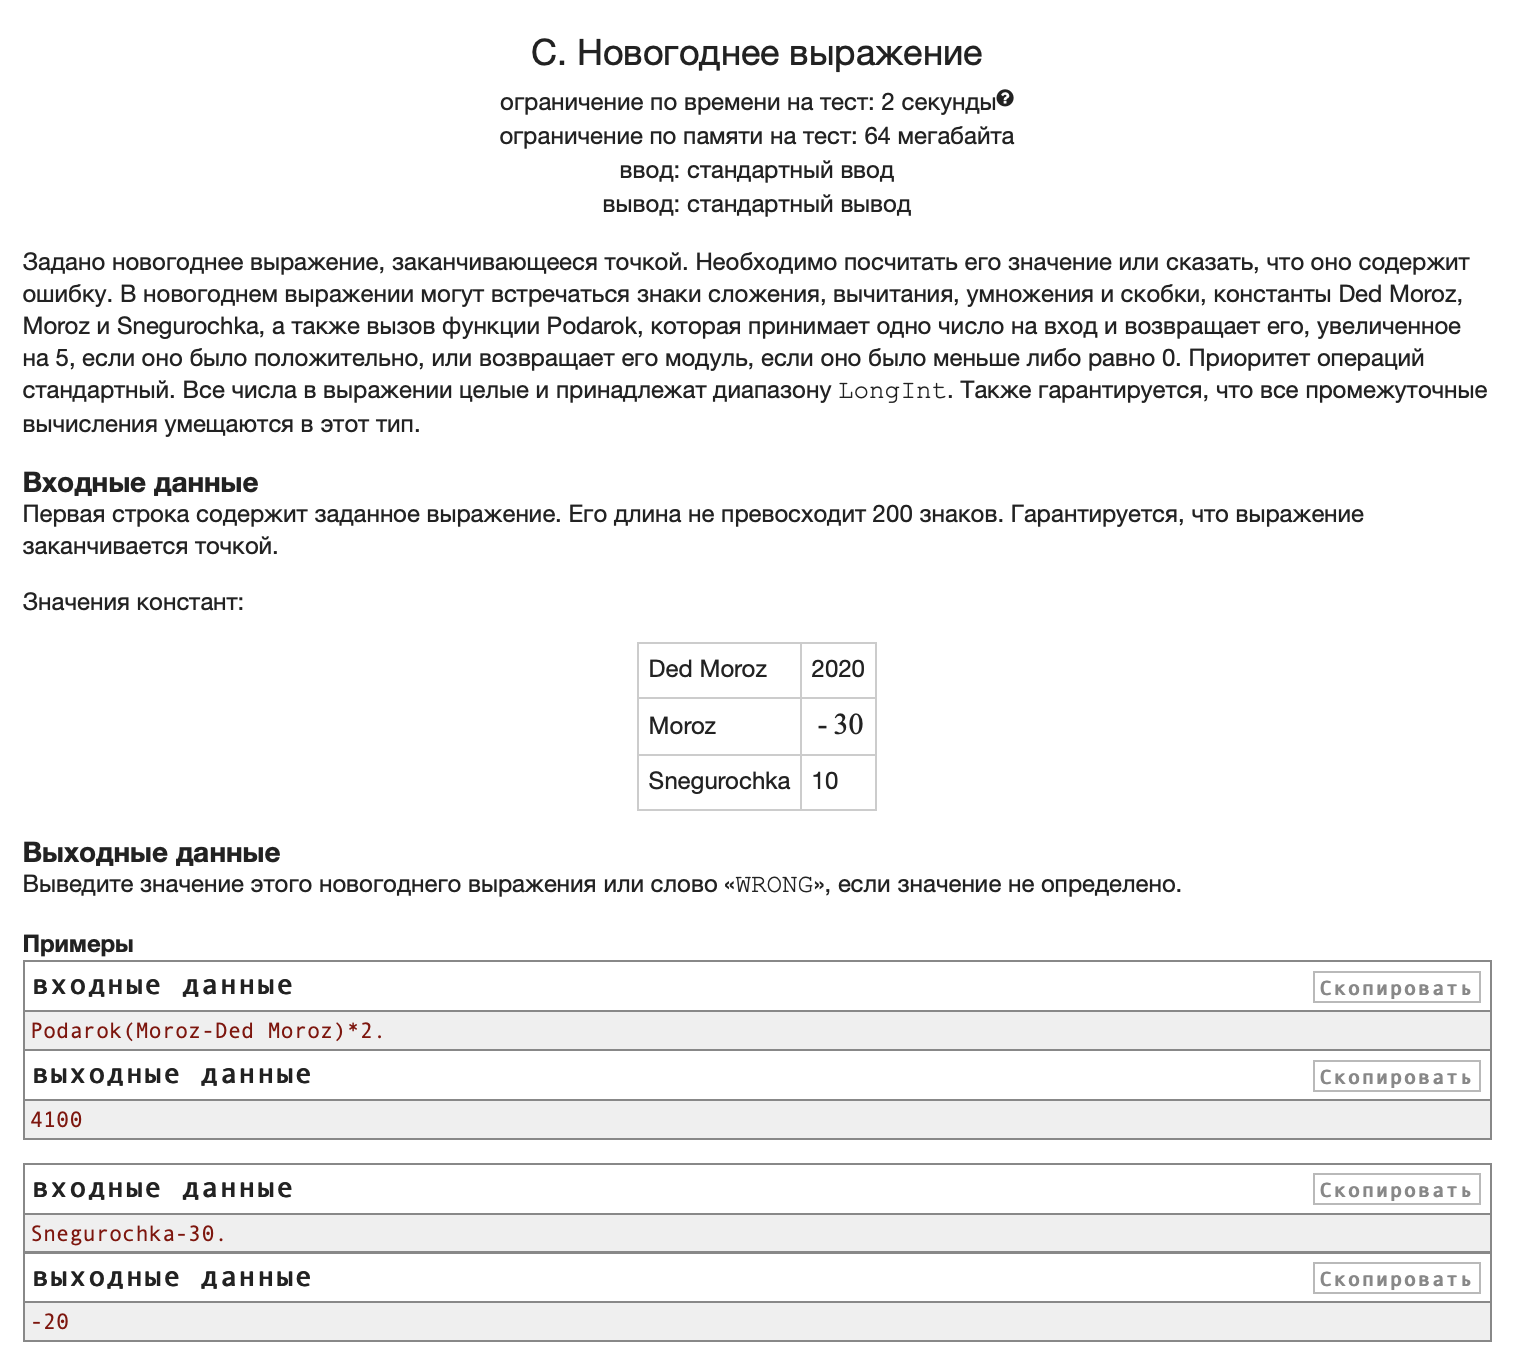 C. Новогоднее выражение
ограничение по времени на тест: 2 секунды?
ограничение по памяти на тест: 64 мегабайта
ввод: стандартный ввод
вывод: стандартный вывод
Задано новогоднее выражение, заканчивающееся точкой. Необходимо посчитать его значение или сказать, что оно содержит
ошибку. В новогоднем выражении могут встречаться знаки сложения, вычитания, умножения и скобки, константы Ded Moroz,
Moroz и Snegurochka, а также вызов функции Podarok, которая принимает одно число на вход и возвращает его, увеличенное
на 5, если оно было положительно, или возвращает его модуль, если оно было меньше либо равно 0. Приоритет операций
стандартный. Все числа в выражении целые и принадлежат диапазону LongInt. Также гарантируется, что все промежуточные
вычисления умещаются в этот тип.
Входные данные
Первая строка содержит заданное выражение. Его длина не превосходит 200 знаков. Гарантируется, что выражение
заканчивается точкой.
Значения констант:
Ded Moroz 2020
Moroz - 30
Snegurochka 10
Выходные данные
Выведите значение этого новогоднего выражения или слово «WRONG», если значение не определено.
Примеры
входные данные Скопировать
Podarok(Moroz-Ded Moroz)*2.
выходные данные Скопировать
4100
входные данные Скопировать
Snegurochka-30.
выходные данные Скопировать
-20